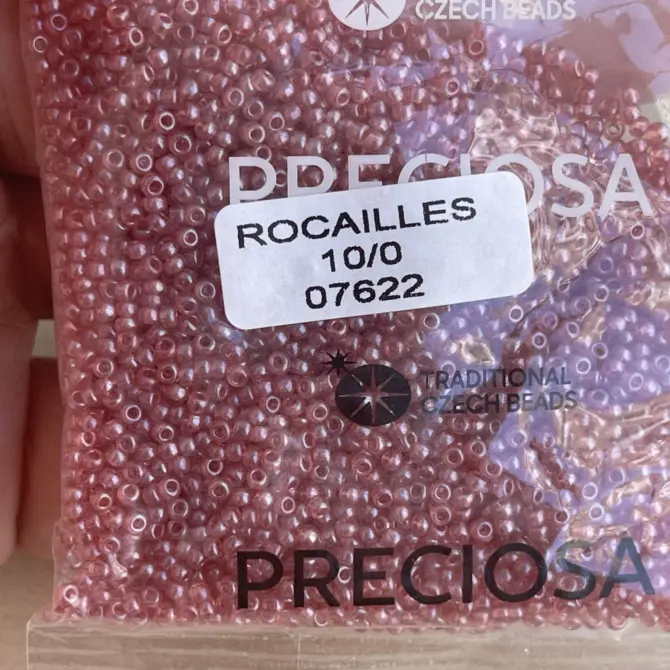 CZECH BEADS
PRECIOSA
ROCAILLES
10/0
07622
TRADITIONAL
CZECH BEADS
PRECIOSA